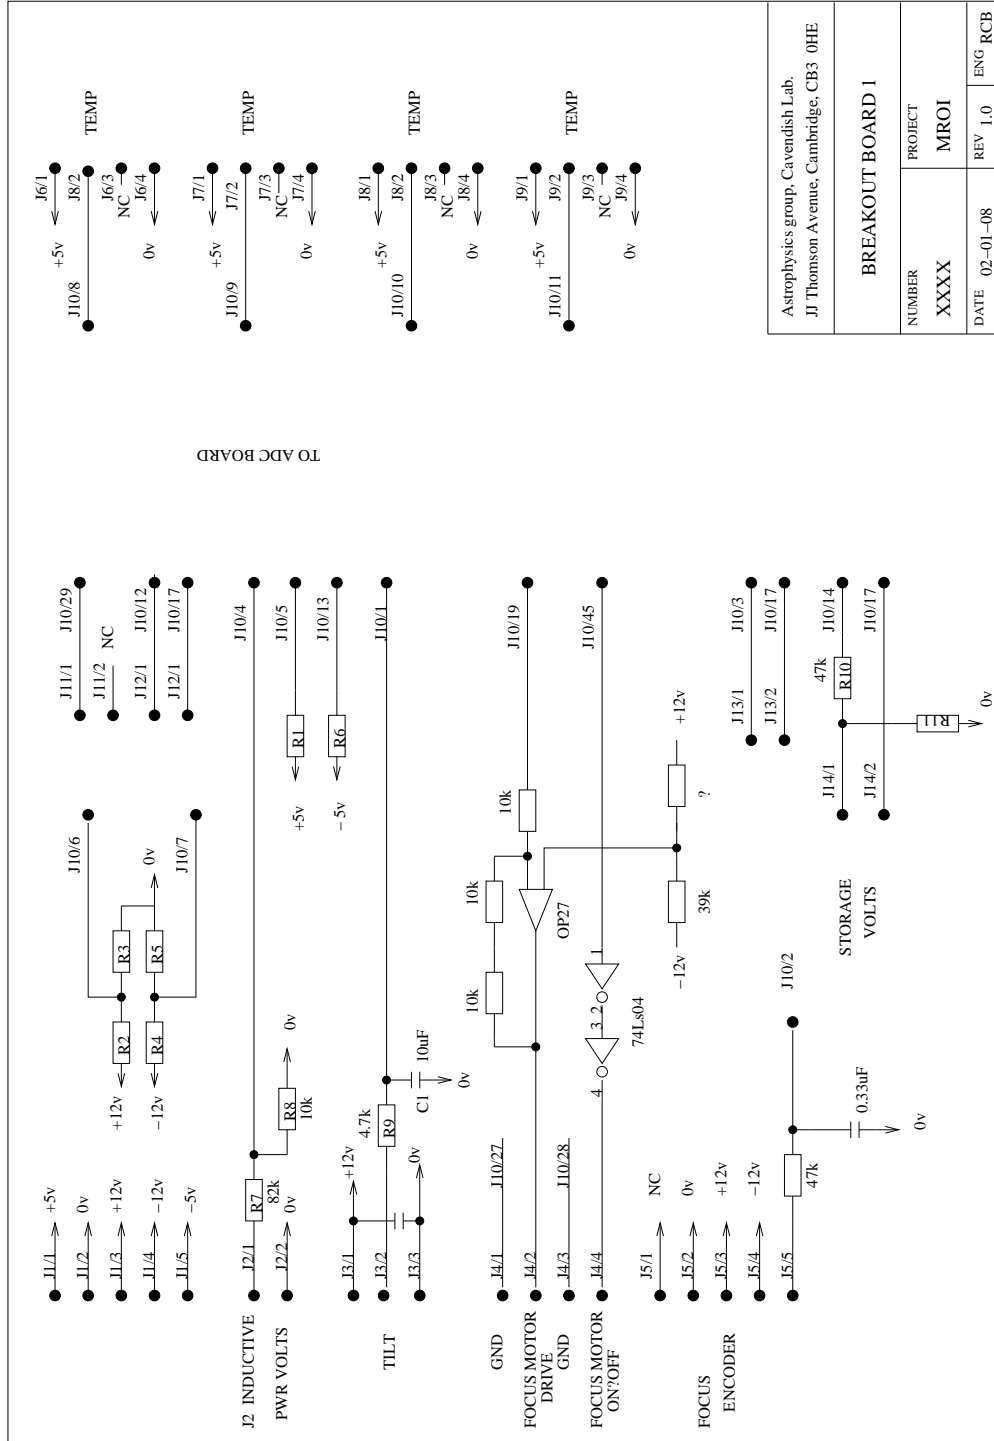 J1/1
+5v
J1/2
0v
J1/3
+12v
J1/4
−12v
J1/5
−5v
+12v
R2
R3
J10/6
−12v
R4
R5
0v
J10/7
J11/1
J10/29
J11/2
NC
J12/1
J10/12
J12/1
J10/17
J2 INDUCTIVE
PWR VOLTS
J2/1
R7
82k
J10/4
J2/2
0v
R8
10k
0v
+5v
R1
J10/5
− 5v
R6
J10/13
TILT
J3/1
+12v
J3/2
4.7k
R9
J10/1
J3/3
0v
C1
10uF
0v
TO ADC BOARD
GND
J4/1
J10/27
10k
10k
10k
J10/19
FOCUS MOTOR
DRIVE
J4/2
OP27
GND
J4/3
J10/28
FOCUS MOTOR
ON?OFF
J4/4
4
3
2
1
74Ls04
J10/45
−12v
39k
?
+12v
FOCUS
ENCODER
J5/1
NC
J5/2
0v
J5/3
+12v
J5/4
−12v
J5/5
47k
J10/2
0.33uF
0v
J13/1
J10/3
J13/2
J10/17
STORAGE
VOLTS
J14/1
47k
R10
J10/14
J14/2
J10/17
R11
0v
J10/8
+5v
J6/1
J8/2
J6/3
NC
J6/4
0v
TEMP
J10/9
+5v
J7/1
J7/2
J7/3
NC
J7/4
0v
TEMP
J10/10
+5v
J8/1
J8/2
J8/3
NC
J8/4
0v
TEMP
J10/11
+5v
J9/1
J9/2
J9/3
NC
J9/4
0v
TEMP
Astrophysics group, Cavendish Lab.
JJ Thomson Avenue, Cambridge, CB3 0HE
BREAKOUT BOARD 1
NUMBER
XXXX
PROJECT
MROI
DATE 02−01−08
REV 1.0
ENG RCB